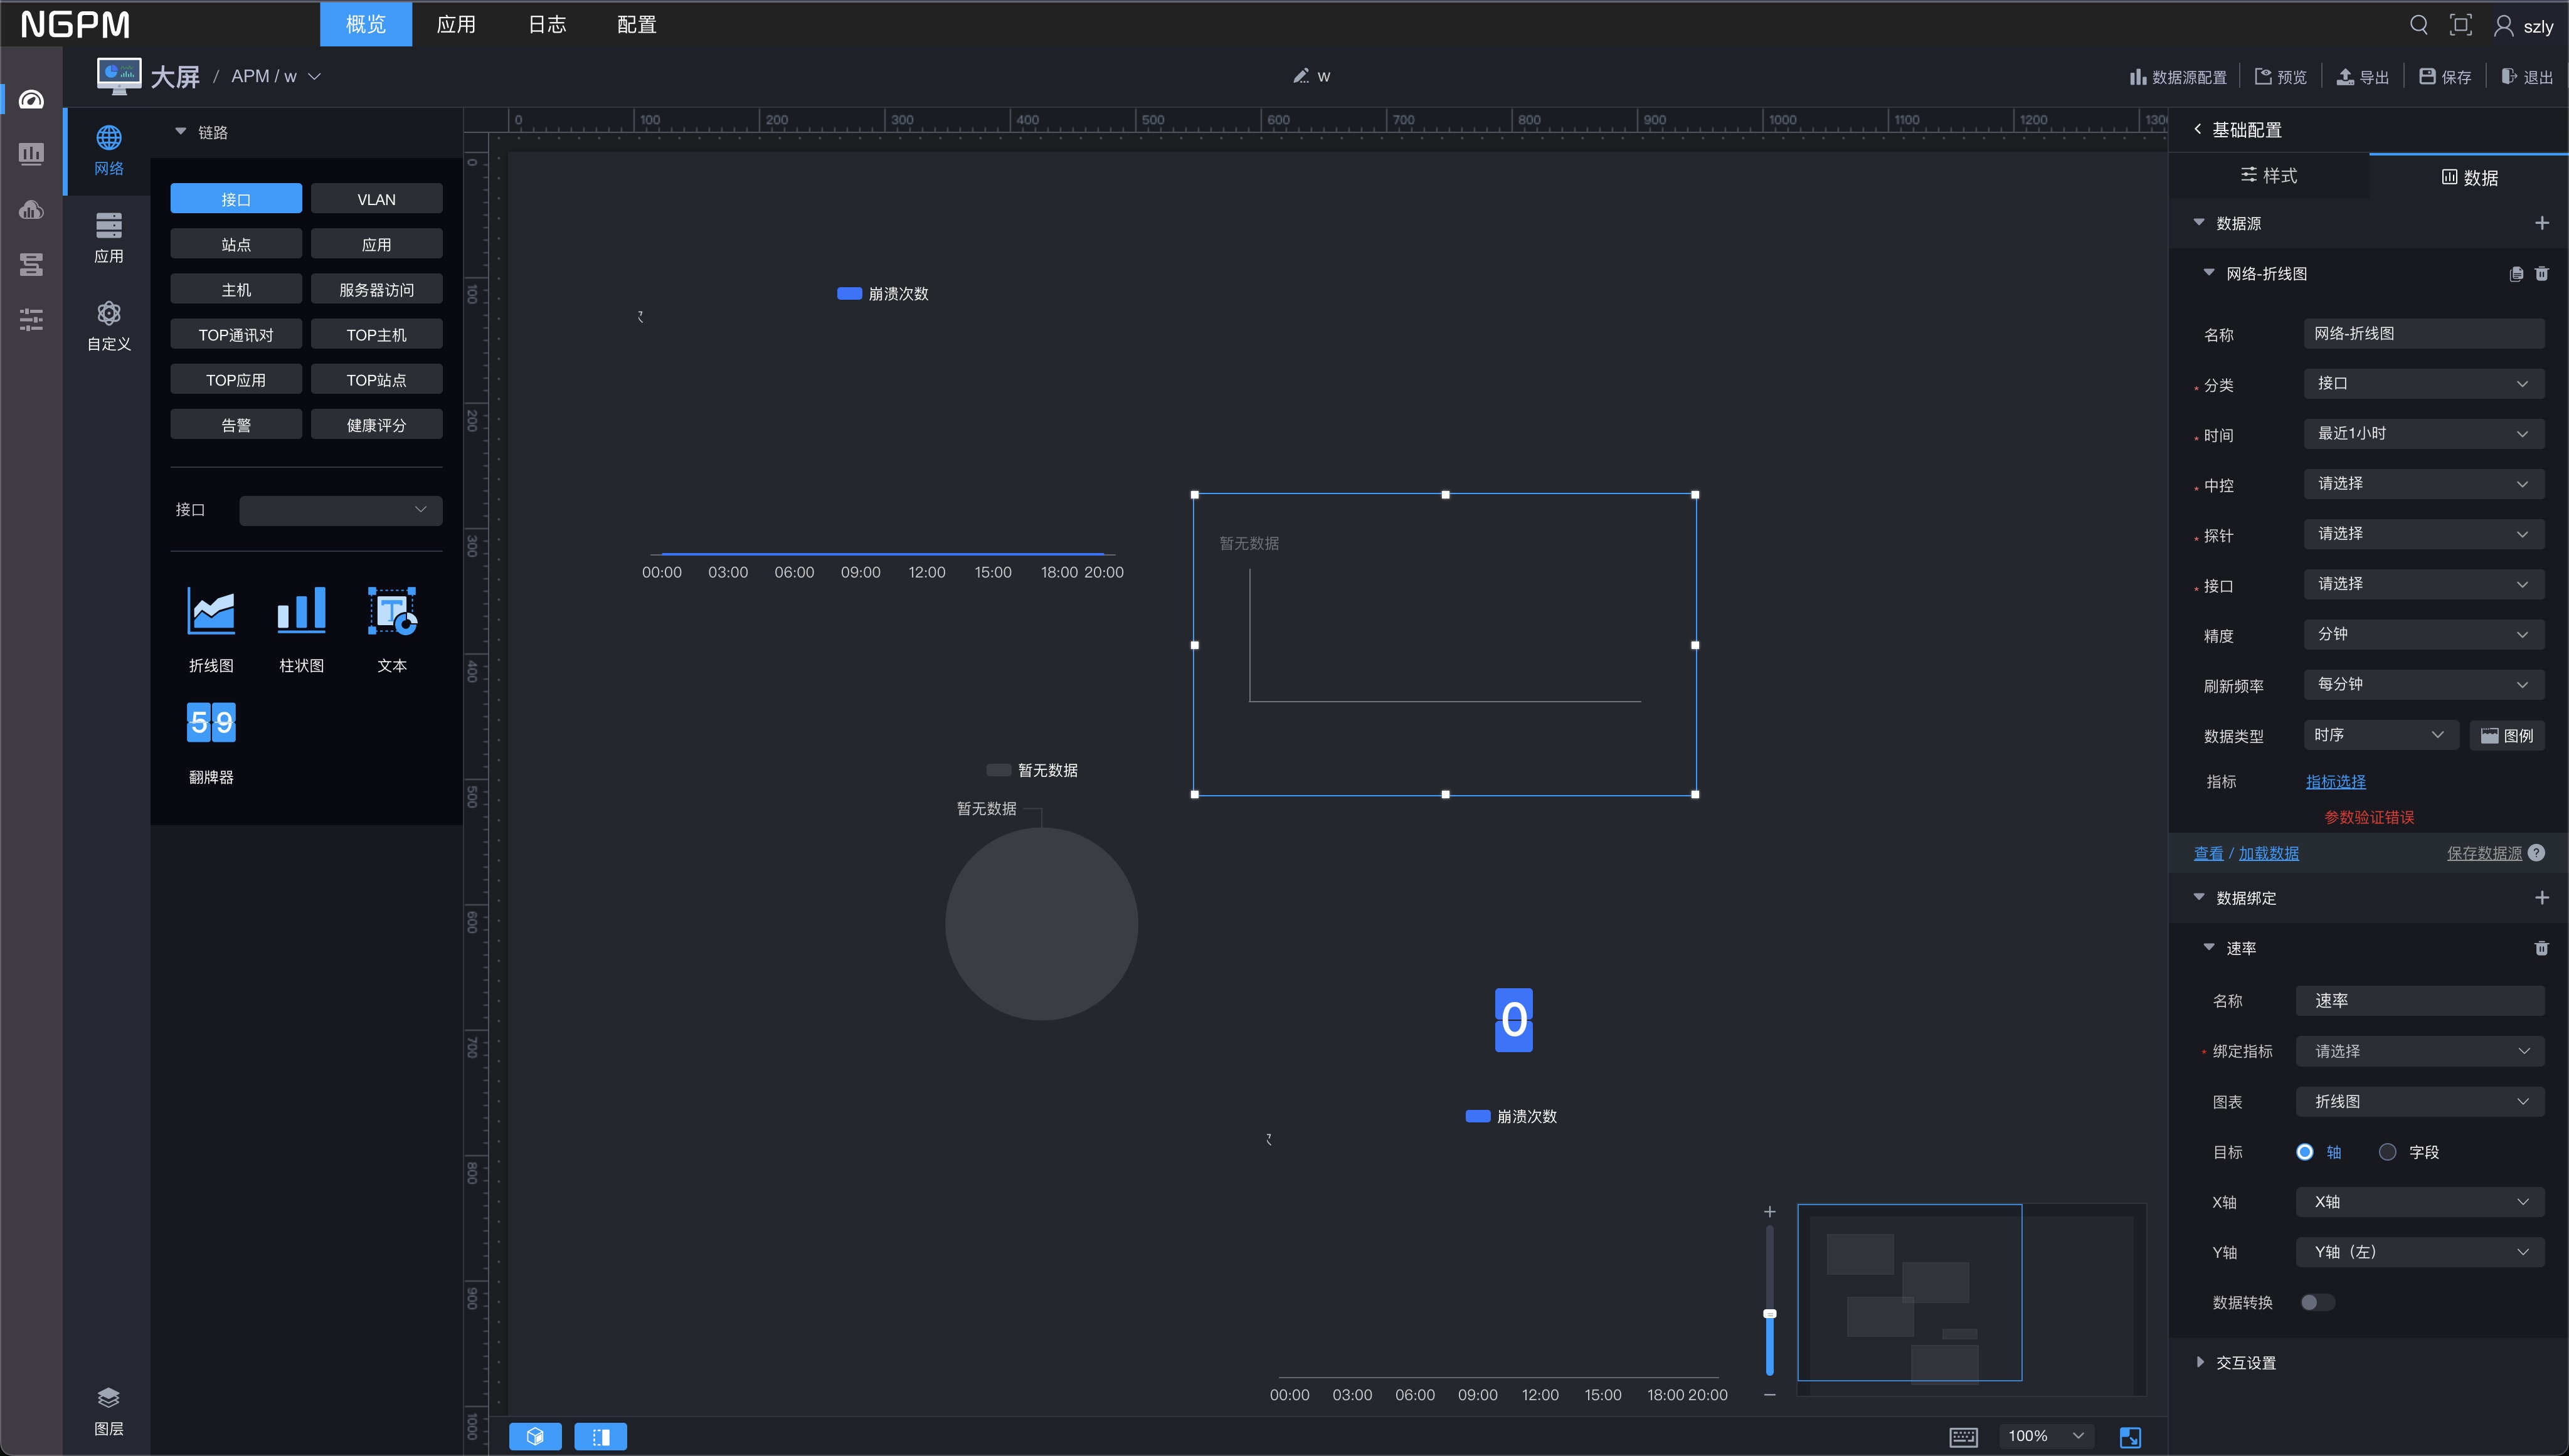 NGPM
概览 应用 日志 配置
szly
大屏 / APM / w
w
数据源配置 预览 导出 保存 退出
网络
应用
自定义
图层
链路
接口 VLAN
站点 应用
主机 服务器访问
TOP通讯对 TOP主机
TOP应用 TOP站点
告警 健康评分
接口
折线图 柱状图 文本
59
翻牌器
0 100 200 300 400 500 600 700 800 900 1000 1100 1200 1300
0
100
200
300
400
500
600
700
800
900
1000
崩溃次数
00:00 03:00 06:00 09:00 12:00 15:00 18:00 20:00
暂无数据
暂无数据
暂无数据
0
崩溃次数
00:00 03:00 06:00 09:00 12:00 15:00 18:00 20:00
100%
基础配置
样式 数据
数据源
网络-折线图
名称 网络-折线图
* 分类 接口
* 时间 最近1小时
* 中控 请选择
* 探针 请选择
* 接口 请选择
精度 分钟
刷新频率 每分钟
数据类型 时序 图例
指标 指标选择
参数验证错误
查看 / 加载数据 保存数据源 ?
数据绑定
速率
名称 速率
* 绑定指标 请选择
图表 折线图
目标 轴 字段
X轴 X轴
Y轴 Y轴（左）
数据转换
交互设置